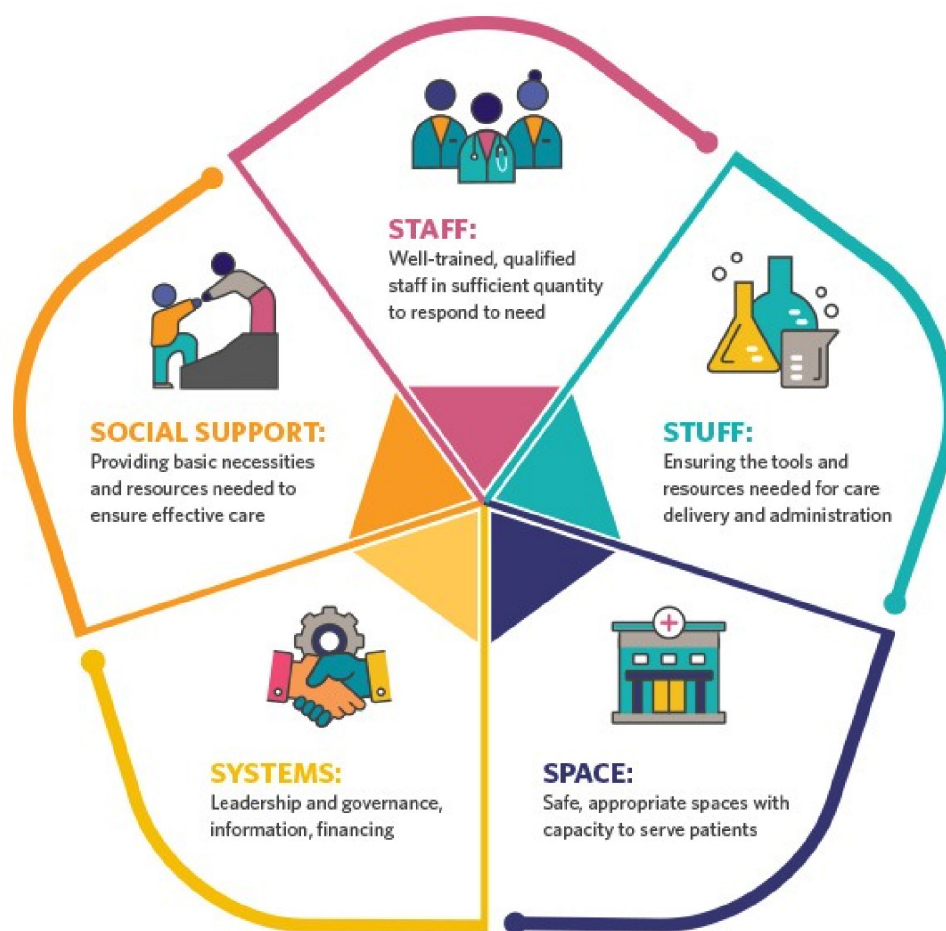 STAFF:
Well-trained, qualified
staff in sufficient quantity
to respond to need
STUFF:
Ensuring the tools and
resources needed for care
delivery and administration
SPACE:
Safe, appropriate spaces with
capacity to serve patients
SYSTEMS:
Leadership and governance,
information, financing
SOCIAL SUPPORT:
Providing basic necessities
and resources needed to
ensure effective care